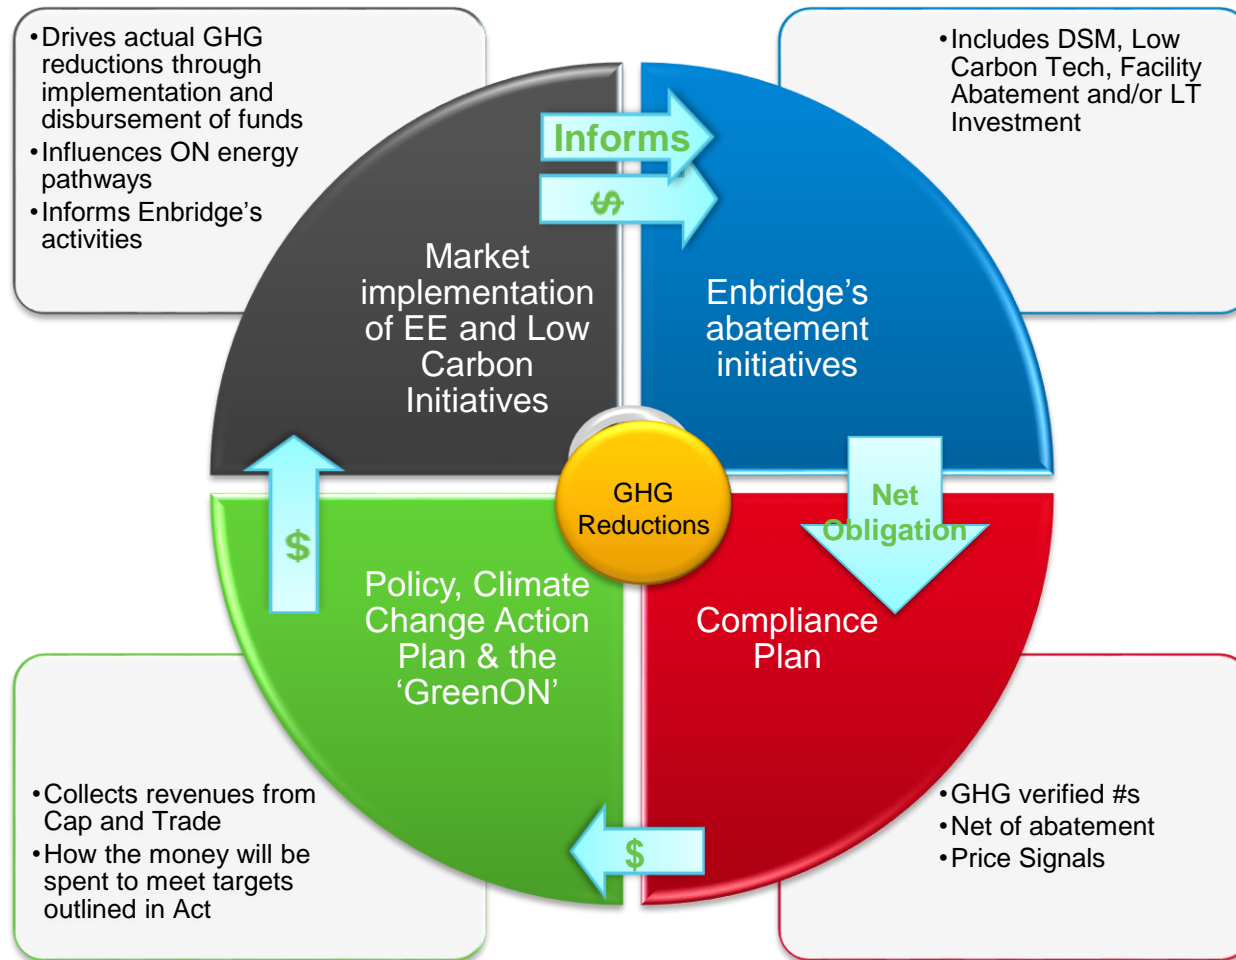 •Drives actual GHG
reductions through
implementation and
disbursement of funds
•Influences ON energy
pathways
•Informs Enbridge’s
activities
•Includes DSM, Low
Carbon Tech, Facility
Abatement and/or LT
Investment
Informs
$
Market
implementation
of EE and Low
Carbon
Initiatives
Enbridge’s
abatement
initiatives
GHG
Reductions
Net
Obligation
$
Policy, Climate
Change Action
Plan & the
‘GreenON’
Compliance
Plan
$
•Collects revenues from
Cap and Trade
•How the money will be
spent to meet targets
outlined in Act
•GHG verified #s
•Net of abatement
•Price Signals